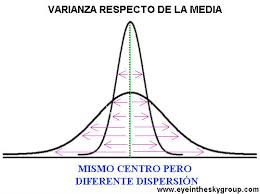 VARIANZA RESPECTO DE LA MEDIA
MISMO CENTRO PERO
DIFERENTE DISPERSIÓN
www.eyeintheskygroup.com